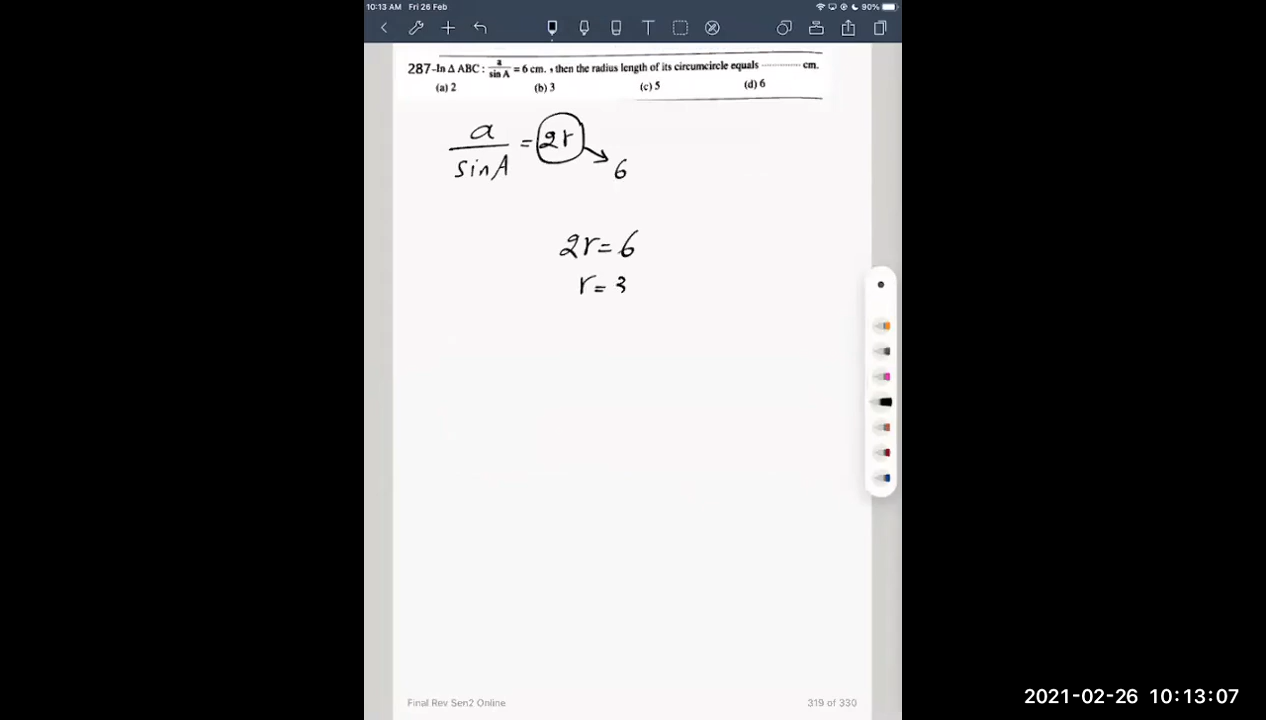 10:13 AM Fri 26 Feb 90%
287-In Δ ABC : a/sin A = 6 cm. , then the radius length of its circumcircle equals ············ cm.
(a) 2 (b) 3 (c) 5 (d) 6
a/sin A = 2r → 6
2r = 6
r = 3
Final Rev Sen2 Online 319 of 330
2021-02-26 10:13:07